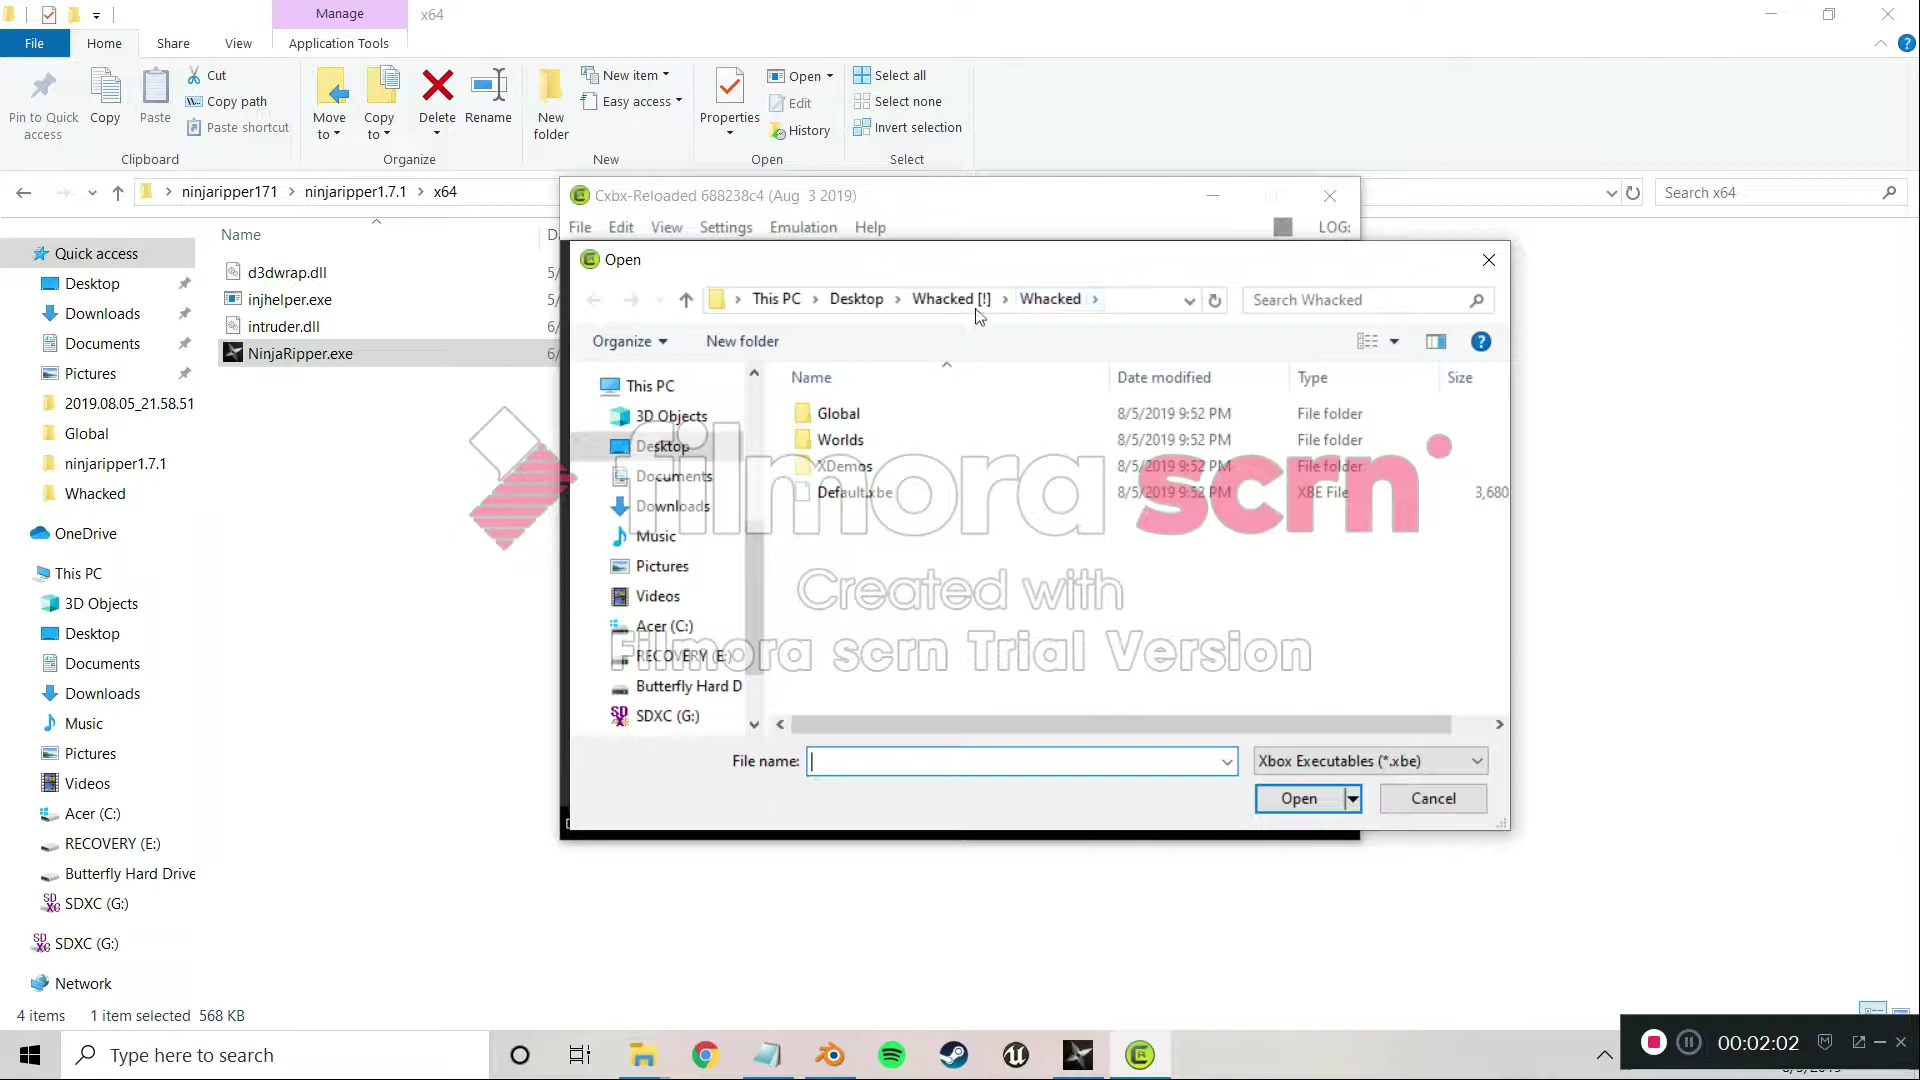 Manage
x64
File
Home
Share
View
Application Tools
Pin to Quick access
Copy
Paste
Cut
Copy path
Paste shortcut
Clipboard
Move to
Copy to
Delete
Rename
Organize
New folder
New item
Easy access
New
Properties
Open
Edit
History
Open
Select all
Select none
Invert selection
Select
ninjaripper171
ninjaripper1.7.1
x64
Search x64
Name
d3dwrap.dll
5/
injhelper.exe
5/
intruder.dll
6/
NinjaRipper.exe
6/
Quick access
Desktop
Downloads
Documents
Pictures
2019.08.05_21.58.51
Global
ninjaripper1.7.1
Whacked
OneDrive
This PC
3D Objects
Desktop
Documents
Downloads
Music
Pictures
Videos
Acer (C:)
RECOVERY (E:)
Butterfly Hard Drive
SDXC (G:)
SDXC (G:)
Network
4 items
1 item selected 568 KB
Cxbx-Reloaded 688238c4 (Aug 3 2019)
File
Edit
View
Settings
Emulation
Help
LOG:
Open
This PC
Desktop
Whacked [!]
Whacked
Search Whacked
Organize
New folder
This PC
3D Objects
Desktop
Documents
Downloads
Music
Pictures
Videos
Acer (C:)
RECOVERY (E:)
Butterfly Hard D
SDXC (G:)
Name
Date modified
Type
Size
Global
8/5/2019 9:52 PM
File folder
Worlds
8/5/2019 9:52 PM
File folder
XDemos
8/5/2019 9:52 PM
File folder
Default.xbe
8/5/2019 9:52 PM
XBE File
3,680
filmora scrn
Created with
Filmora scrn Trial Version
File name:
Xbox Executables (*.xbe)
Open
Cancel
Type here to search
00:02:02